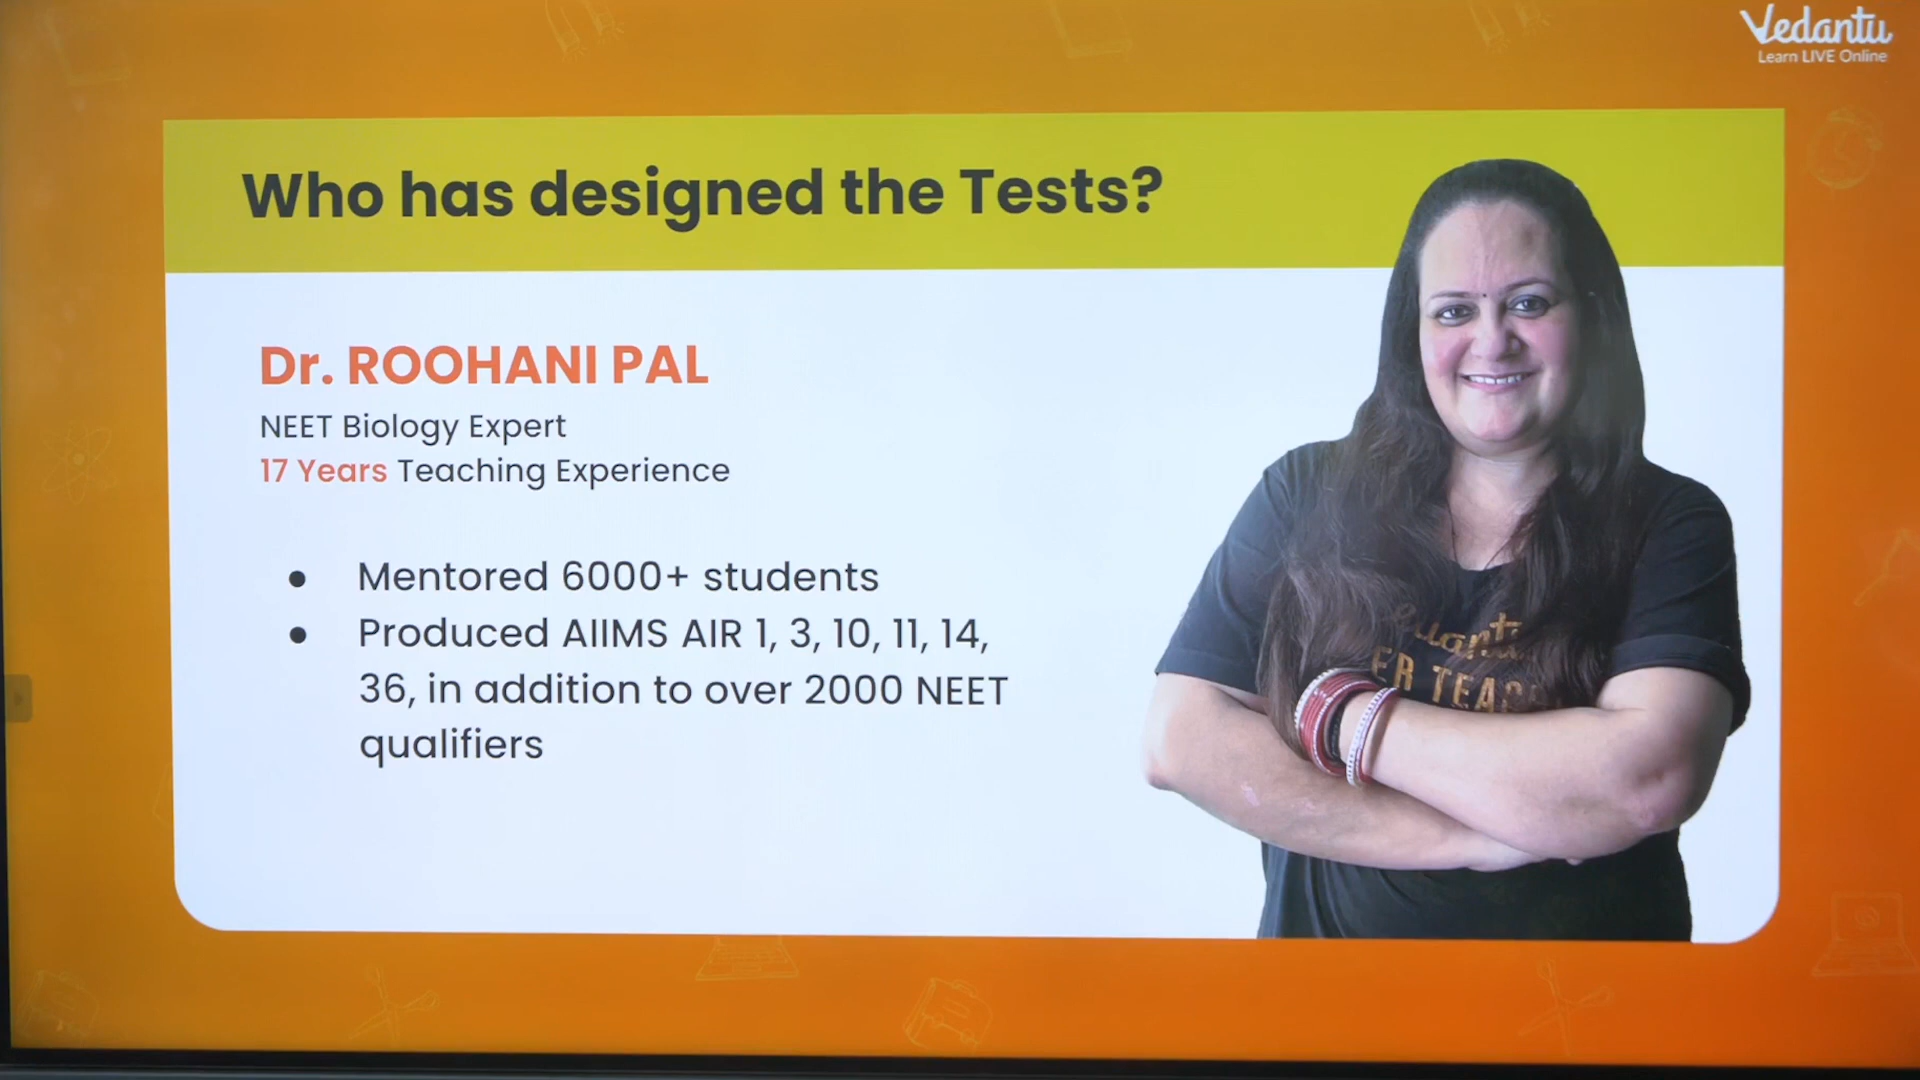 Vedantu
Learn LIVE Online
Who has designed the Tests?
Dr. ROOHANI PAL
NEET Biology Expert
17 Years Teaching Experience
● Mentored 6000+ students
● Produced AIIMS AIR 1, 3, 10, 11, 14,
36, in addition to over 2000 NEET
qualifiers